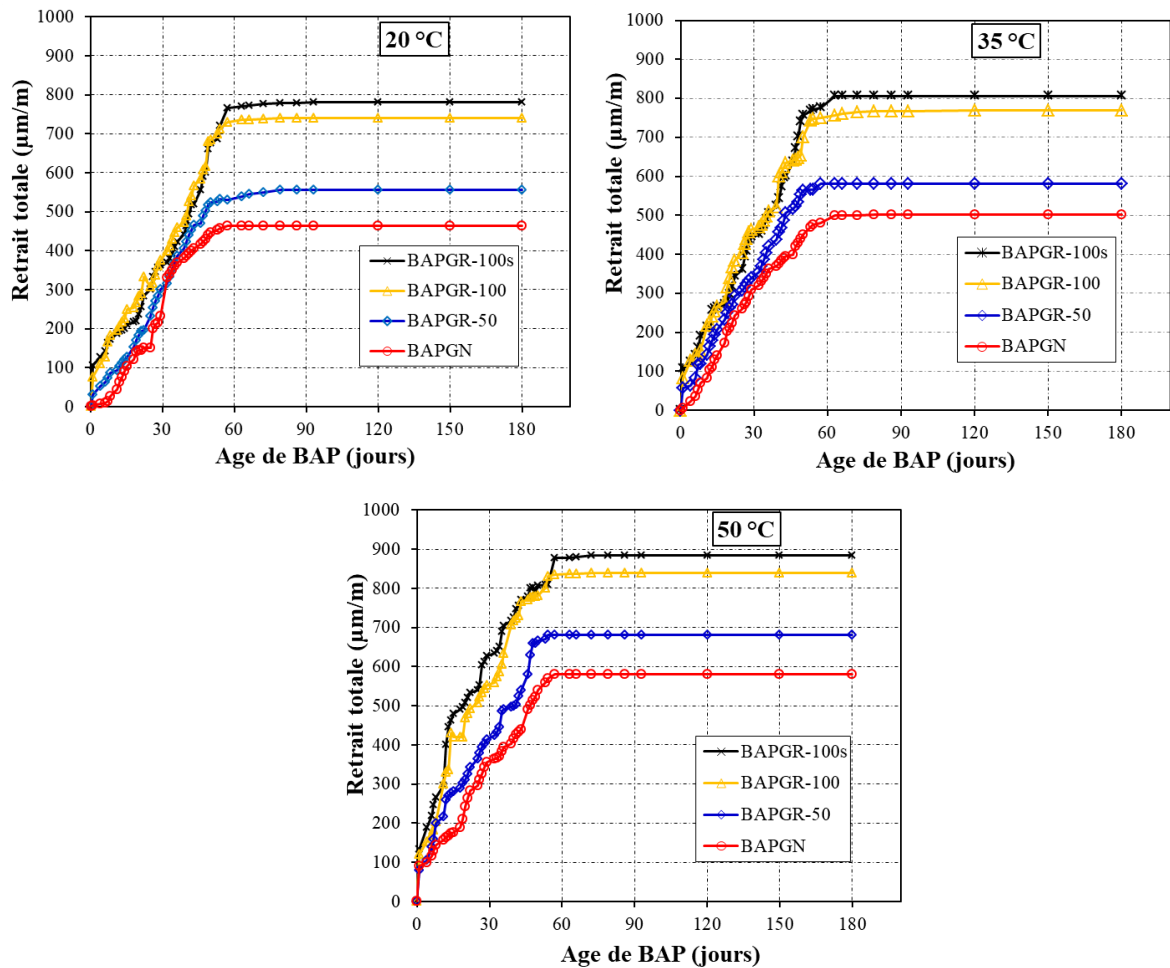 20 °C
Retrait totale (µm/m)
1000
900
800
700
600
500
400
300
200
100
0
BAPGR-100s
BAPGR-100
BAPGR-50
BAPGN
0 30 60 90 120 150 180
Age de BAP (jours)
35 °C
Retrait totale (µm/m)
1000
900
800
700
600
500
400
300
200
100
0
BAPGR-100s
BAPGR-100
BAPGR-50
BAPGN
0 30 60 90 120 150 180
Age de BAP (jours)
50 °C
Retrait totale (µm/m)
1000
900
800
700
600
500
400
300
200
100
0
BAPGR-100s
BAPGR-100
BAPGR-50
BAPGN
0 30 60 90 120 150 180
Age de BAP (jours)